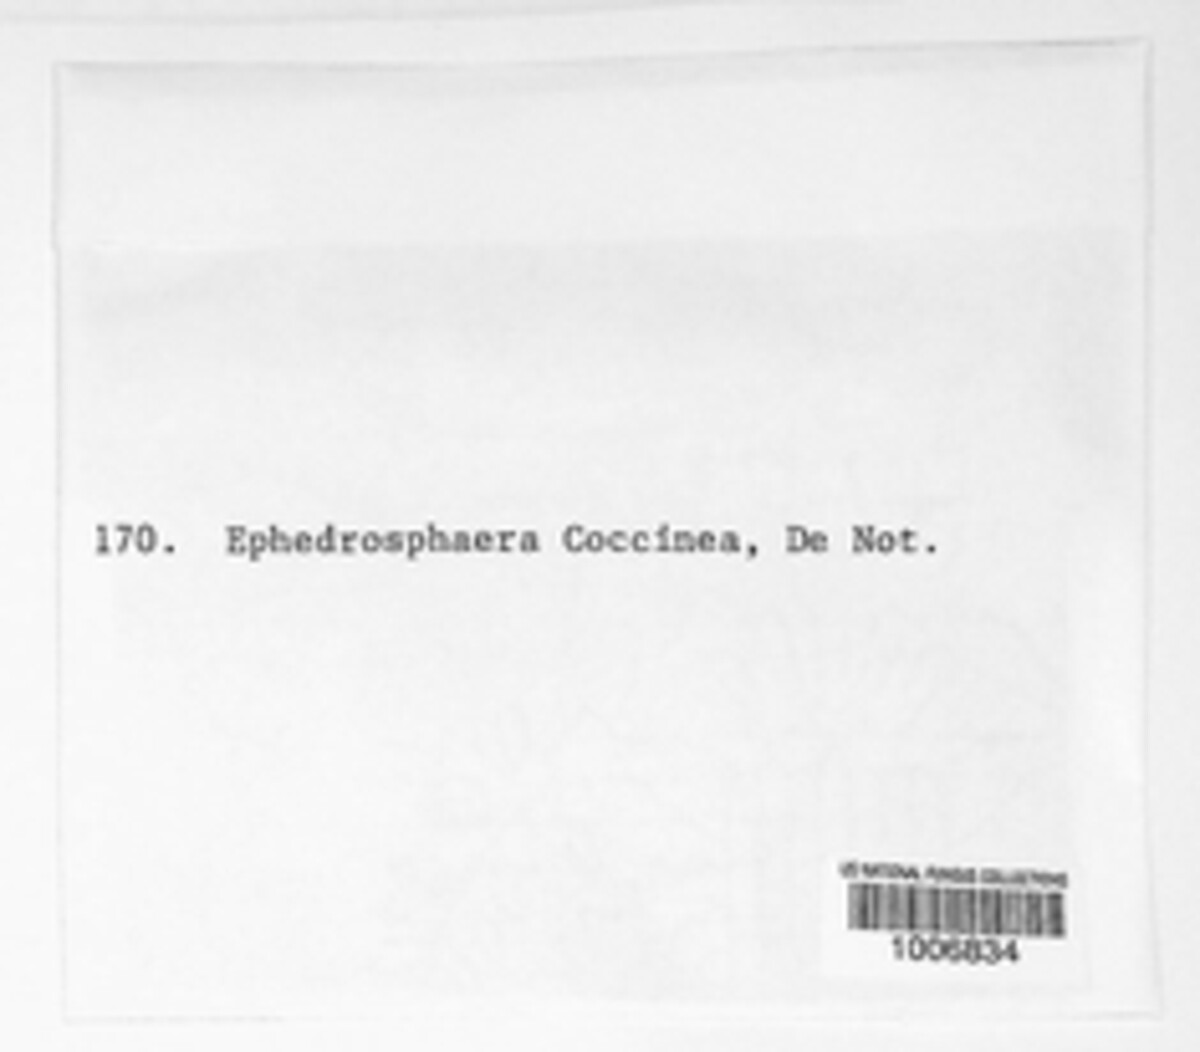 170. Ephedrosphaera Coccinea, De Not.
US NATIONAL FUNGUS COLLECTIONS
1006834